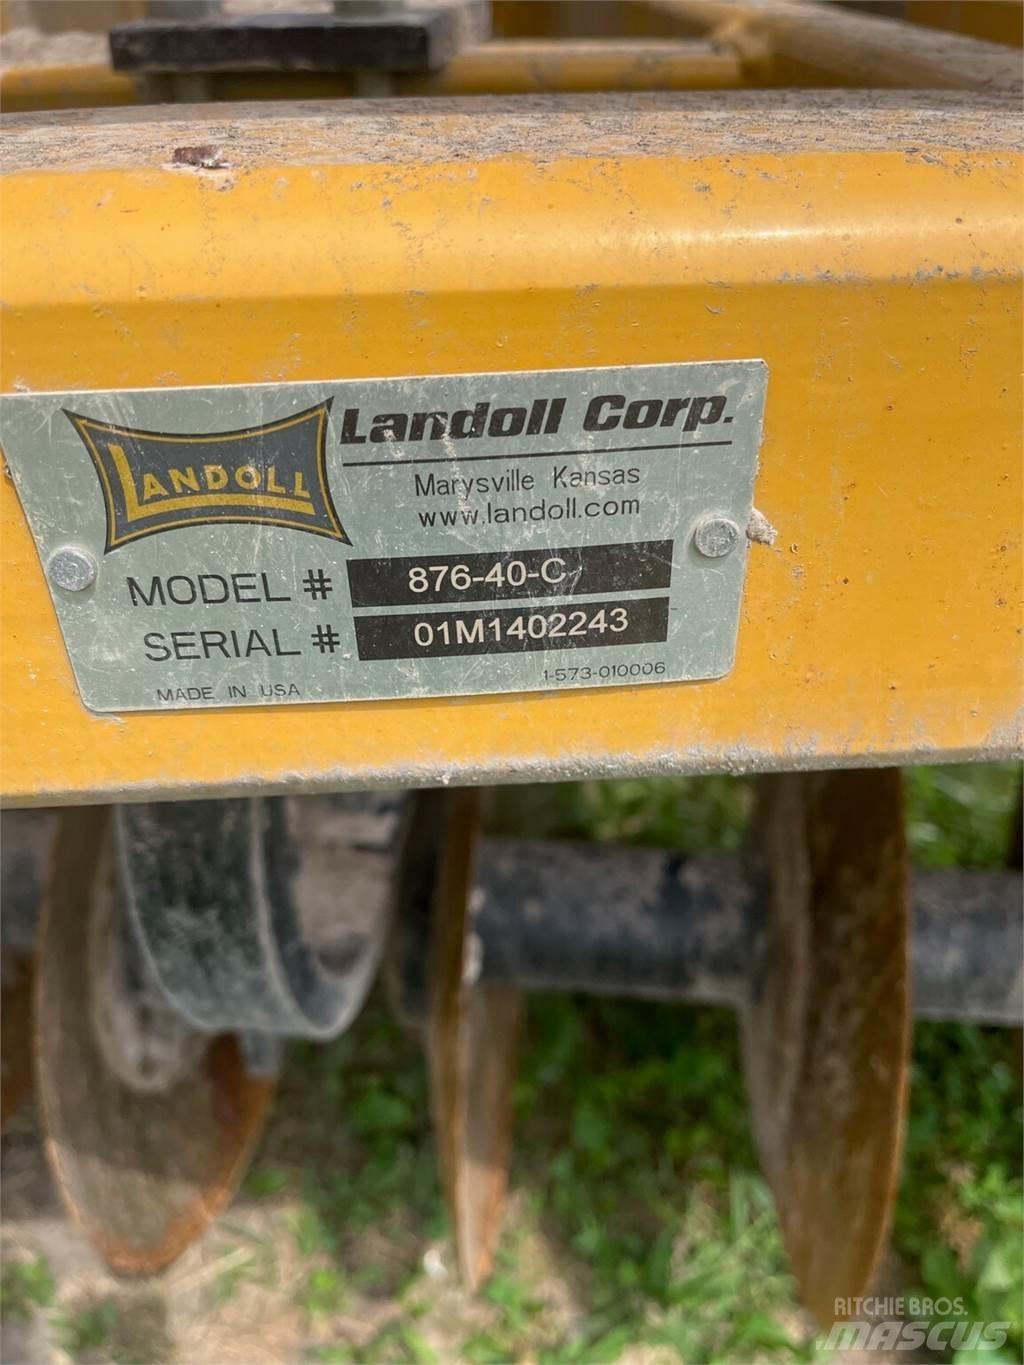 LANDOLL
Landoll Corp.
Marysville Kansas
www.landoll.com
MODEL # 876-40-C
SERIAL # 01M1402243
MADE IN USA
1-573-010006
RITCHIE BROS.
MASCUS